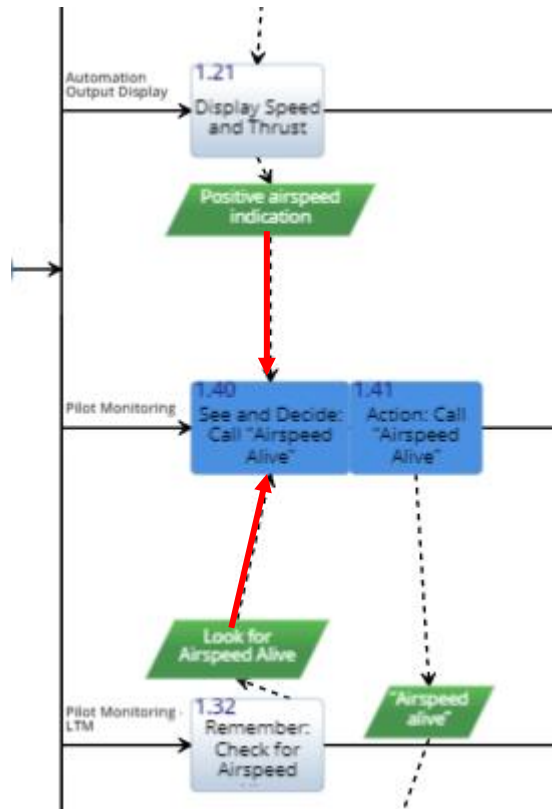 Automation
Output Display
1.21
Display Speed
and Thrust
Positive airspeed
indication
Pilot Monitoring
1.40
See and Decide:
Call "Airspeed
Alive"
1.41
Action: Call
"Airspeed
Alive"
Look for
Airspeed Alive
"Airspeed
alive"
Pilot Monitoring -
LTM
1.32
Remember:
Check for
Airspeed